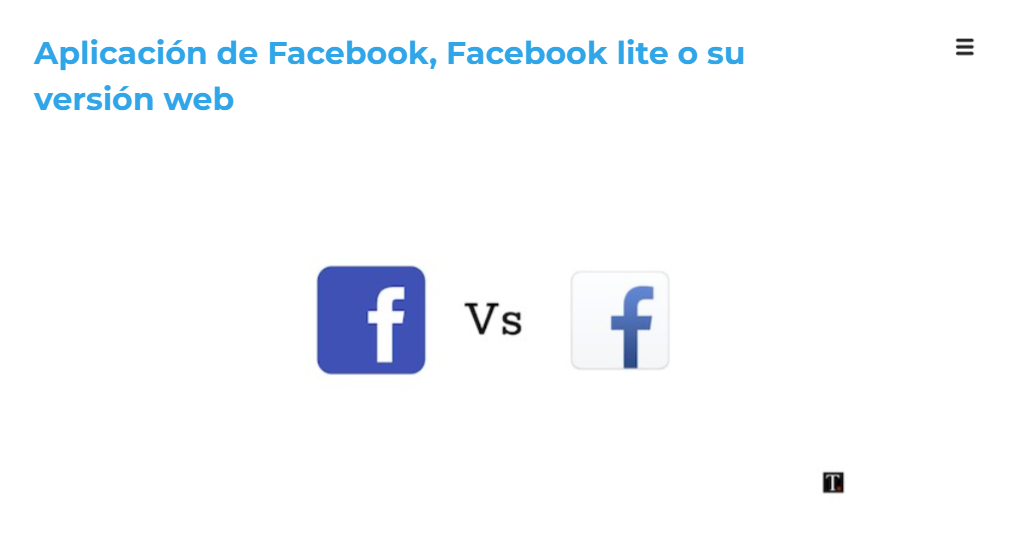 Aplicación de Facebook, Facebook lite o su
versión web
f Vs f
T.